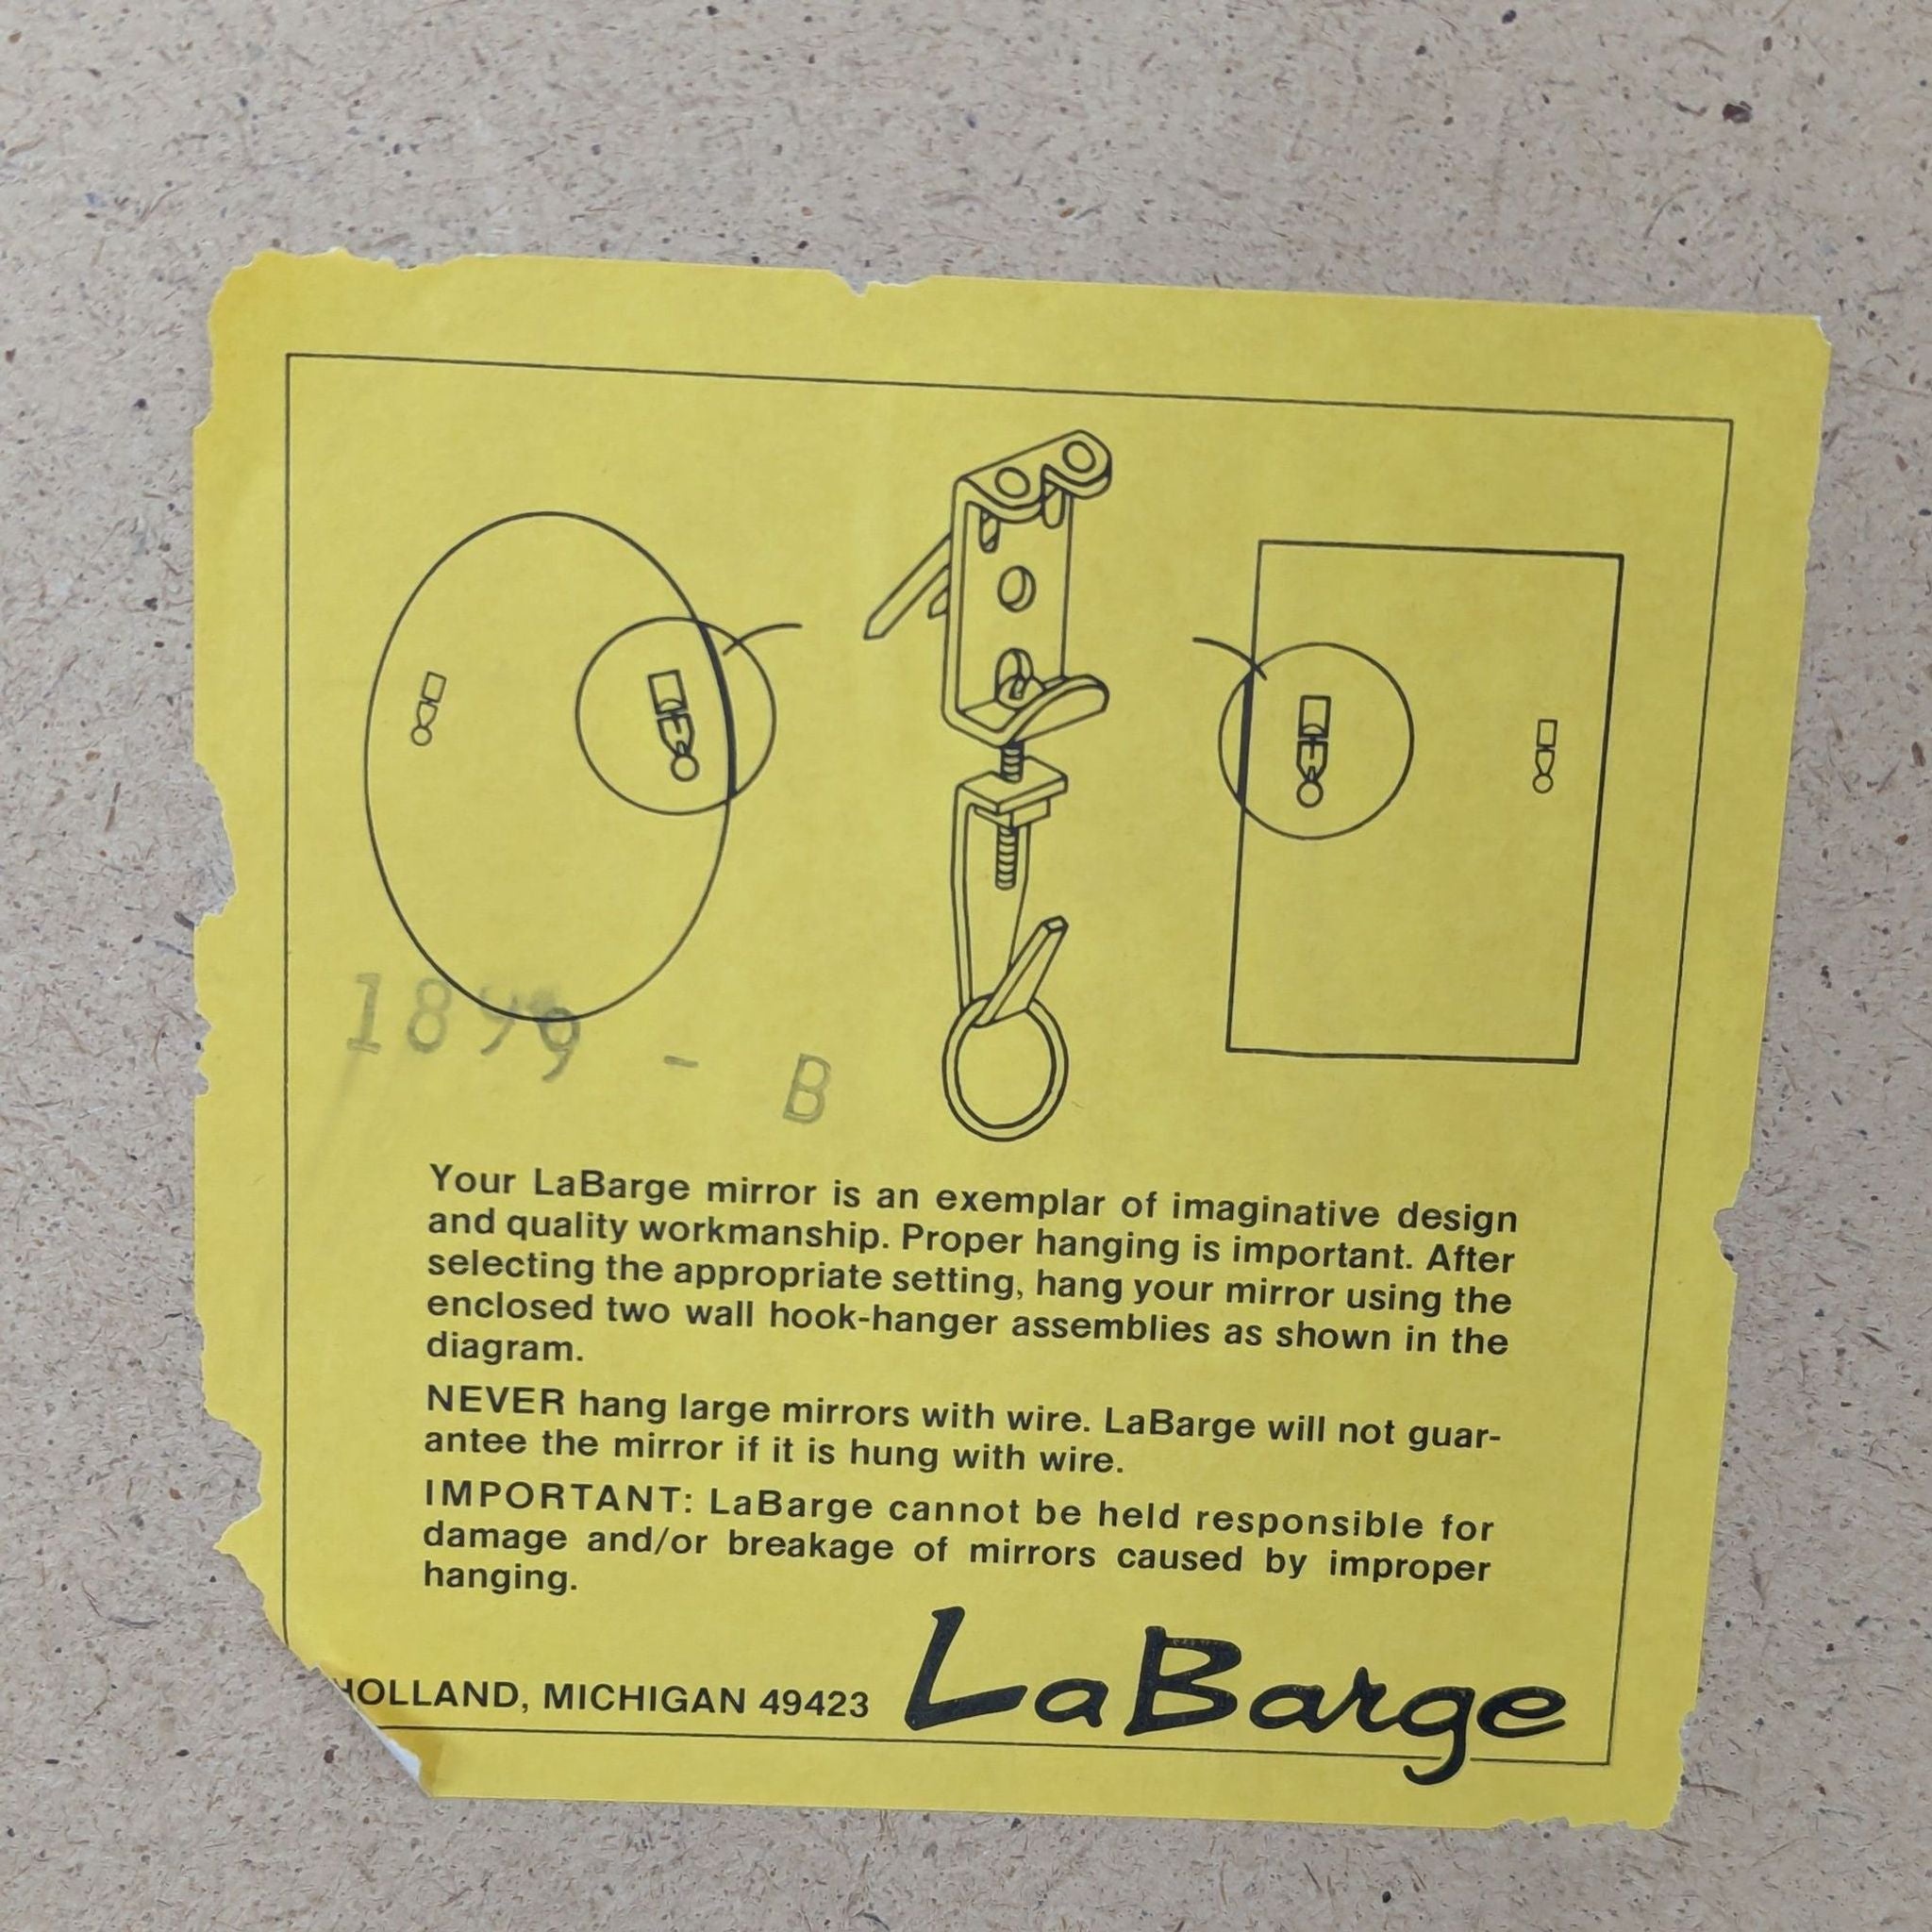 1899 - B
Your LaBarge mirror is an exemplar of imaginative design
and quality workmanship. Proper hanging is important. After
selecting the appropriate setting, hang your mirror using the
enclosed two wall hook-hanger assemblies as shown in the
diagram.
NEVER hang large mirrors with wire. LaBarge will not guar-
antee the mirror if it is hung with wire.
IMPORTANT: LaBarge cannot be held responsible for
damage and/or breakage of mirrors caused by improper
hanging.
HOLLAND, MICHIGAN 49423 LaBarge